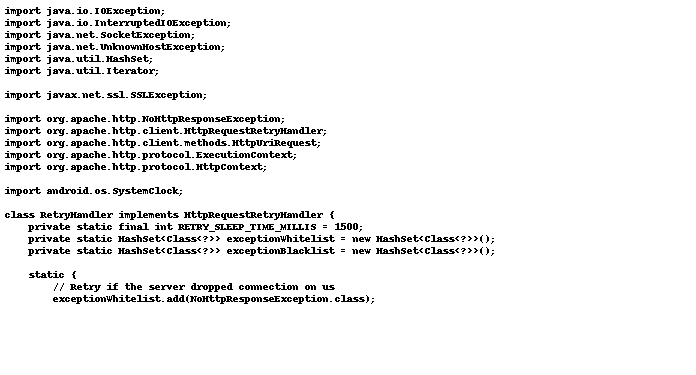 import java.io.IOException;
import java.io.InterruptedIOException;
import java.net.SocketException;
import java.net.UnknownHostException;
import java.util.HashSet;
import java.util.Iterator;

import javax.net.ssl.SSLException;

import org.apache.http.NoHttpResponseException;
import org.apache.http.client.HttpRequestRetryHandler;
import org.apache.http.client.methods.HttpUriRequest;
import org.apache.http.protocol.ExecutionContext;
import org.apache.http.protocol.HttpContext;

import android.os.SystemClock;

class RetryHandler implements HttpRequestRetryHandler {
    private static final int RETRY_SLEEP_TIME_MILLIS = 1500;
    private static HashSet<Class<?>> exceptionWhitelist = new HashSet<Class<?>>();
    private static HashSet<Class<?>> exceptionBlacklist = new HashSet<Class<?>>();

    static {
        // Retry if the server dropped connection on us
        exceptionWhitelist.add(NoHttpResponseException.class);